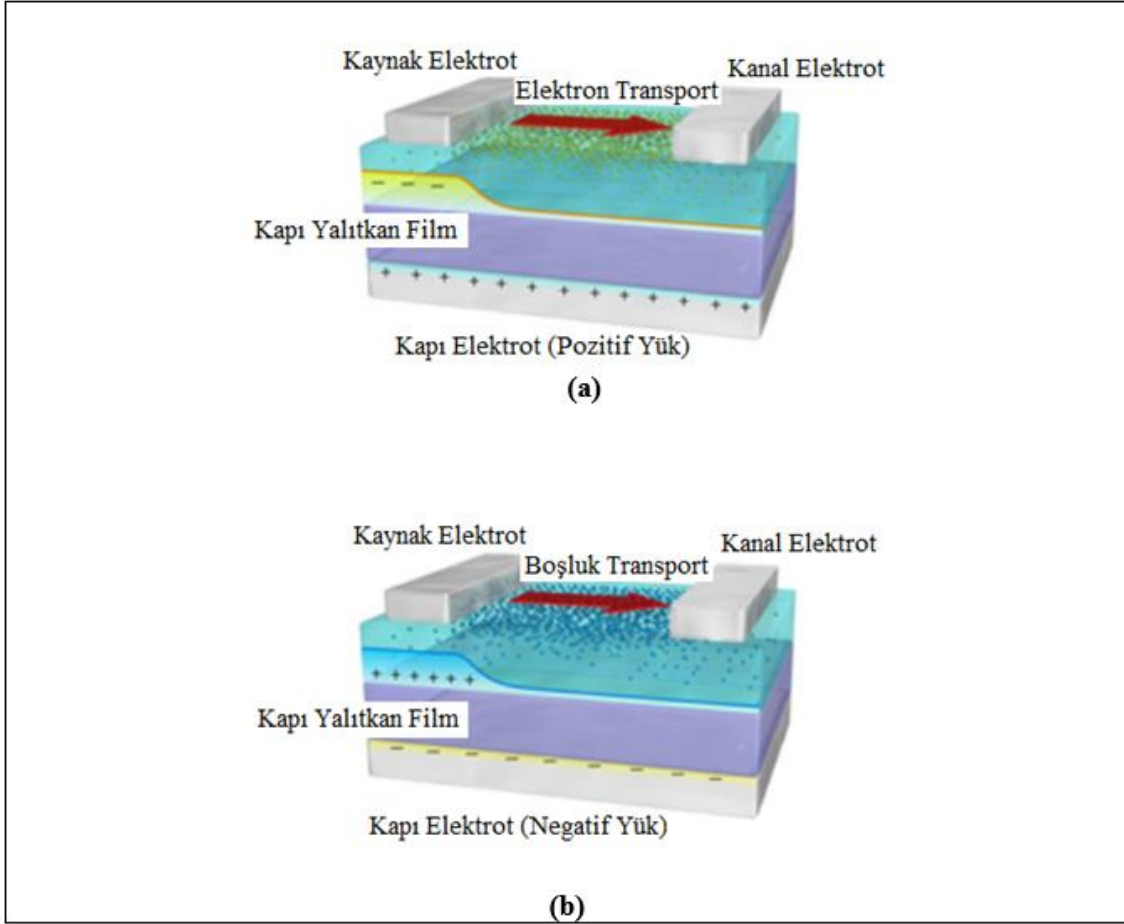 Kaynak Elektrot
Kanal Elektrot
Elektron Transport
Kapı Yalıtkan Film
Kapı Elektrot (Pozitif Yük)
(a)
Kaynak Elektrot
Kanal Elektrot
Boşluk Transport
Kapı Yalıtkan Film
Kapı Elektrot (Negatif Yük)
(b)